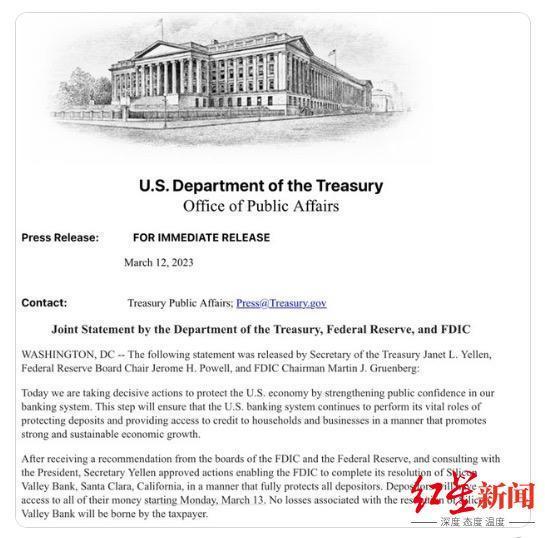 U.S. Department of the Treasury
Office of Public Affairs
Press Release: FOR IMMEDIATE RELEASE
March 12, 2023
Contact: Treasury Public Affairs; Press@Treasury.gov
Joint Statement by the Department of the Treasury, Federal Reserve, and FDIC
WASHINGTON, DC -- The following statement was released by Secretary of the Treasury Janet L. Yellen,
Federal Reserve Board Chair Jerome H. Powell, and FDIC Chairman Martin J. Gruenberg:
Today we are taking decisive actions to protect the U.S. economy by strengthening public confidence in our
banking system. This step will ensure that the U.S. banking system continues to perform its vital roles of
protecting deposits and providing access to credit to households and businesses in a manner that promotes
strong and sustainable economic growth.
After receiving a recommendation from the boards of the FDIC and the Federal Reserve, and consulting with
the President, Secretary Yellen approved actions enabling the FDIC to complete its resolution of Silicon
Valley Bank, Santa Clara, California, in a manner that fully protects all depositors. Depositors will have
access to all of their money starting Monday, March 13. No losses associated with the of Silicon
Valley Bank will be borne by the taxpayer.
红星新闻
深度 态度 温度